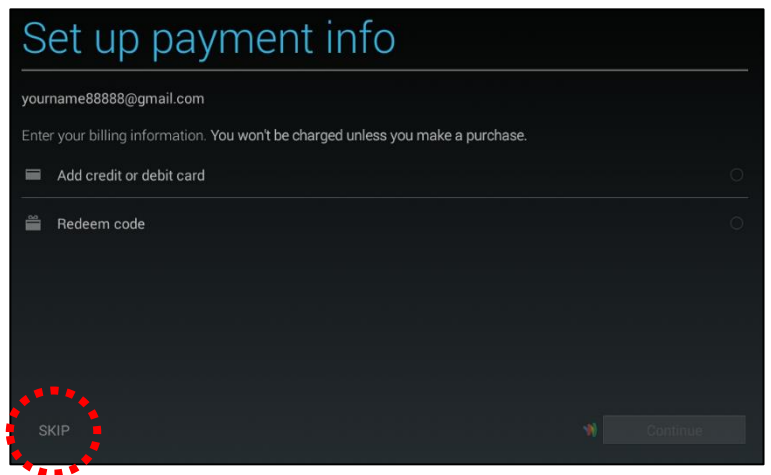 Set up payment info
yourname88888@gmail.com
Enter your billing information. You won't be charged unless you make a purchase.
Add credit or debit card
Redeem code
SKIP
Continue